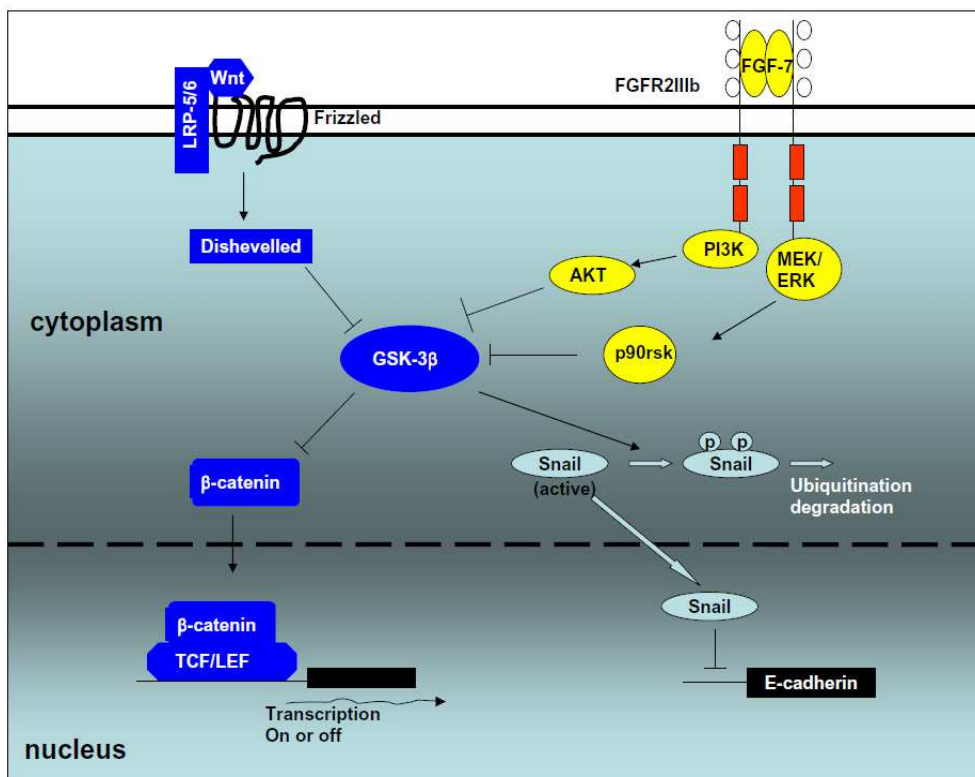 Wnt
LRP-5/6
Frizzled
FGFR2IIIb
FGF-7
Dishevelled
PI3K
MEK/
ERK
AKT
cytoplasm
GSK-3β
p90rsk
β-catenin
Snail
(active)
p
p
Snail
Ubiquitination
degradation
Snail
β-catenin
TCF/LEF
E-cadherin
Transcription
On or off
nucleus